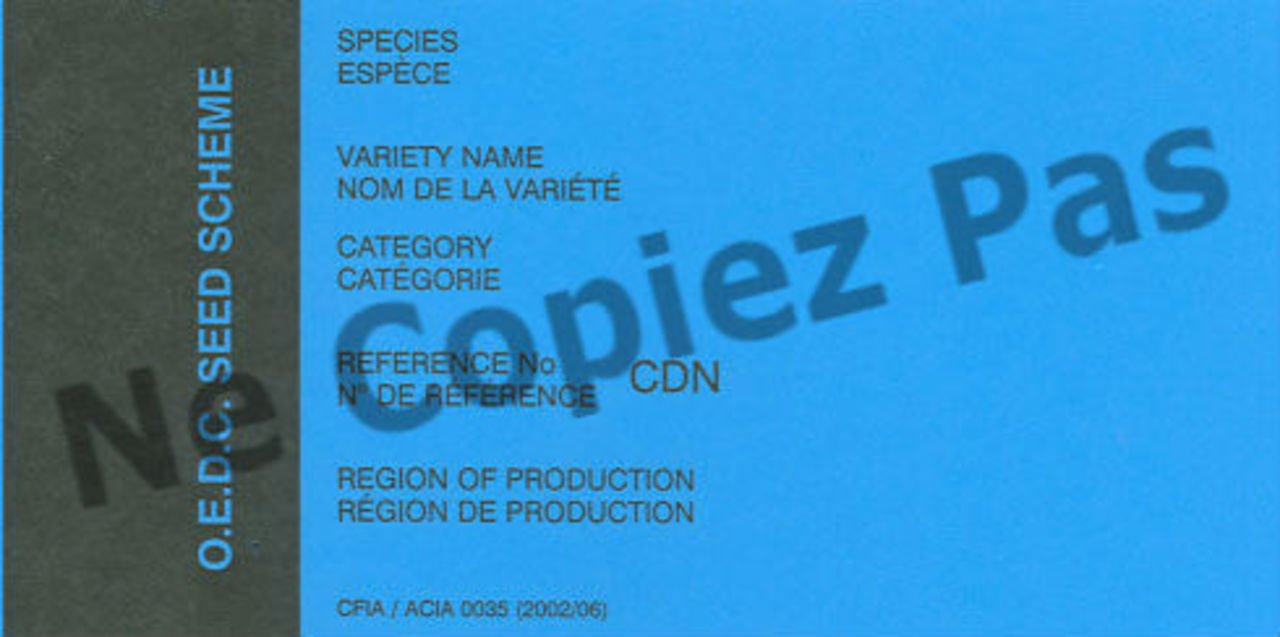 O.E.D.C. SEED SCHEME
SPECIES
ESPÈCE
VARIETY NAME
NOM DE LA VARIÉTÉ
CATEGORY
CATÉGORIE
REFERENCE No
N° DE RÉFERENCE
CDN
REGION OF PRODUCTION
RÉGION DE PRODUCTION
CFIA / ACIA 0035 (2002/06)
Ne Copiez Pas